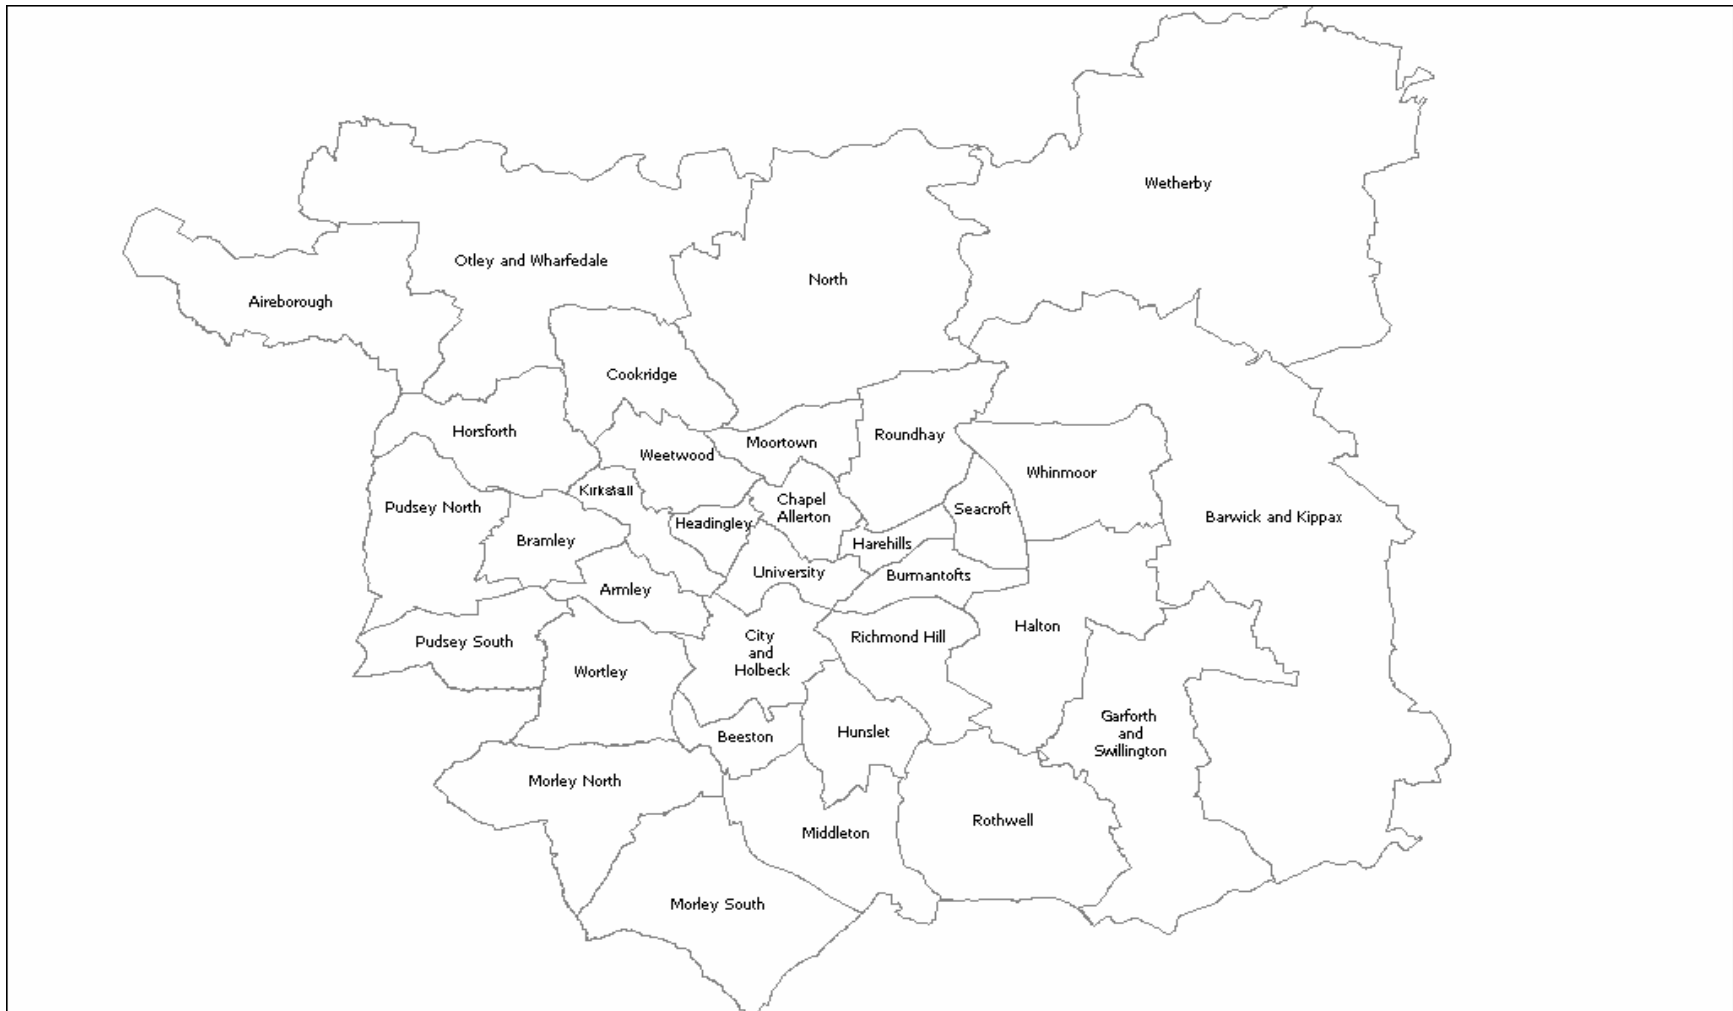 Wetherby
Otley and Wharfedale
North
Aireborough
Cookridge
Horsforth
Moortown
Roundhay
Weetwood
Whinmoor
Kirkstall
Pudsey North
Chapel
Allerton
Seacroft
Barwick and Kippax
Headingley
Bramley
Harehills
University
Burmantofts
Armley
Halton
Pudsey South
City
and
Holbeck
Richmond Hill
Wortley
Garforth
and
Swillington
Beeston
Hunslet
Morley North
Rothwell
Middleton
Morley South